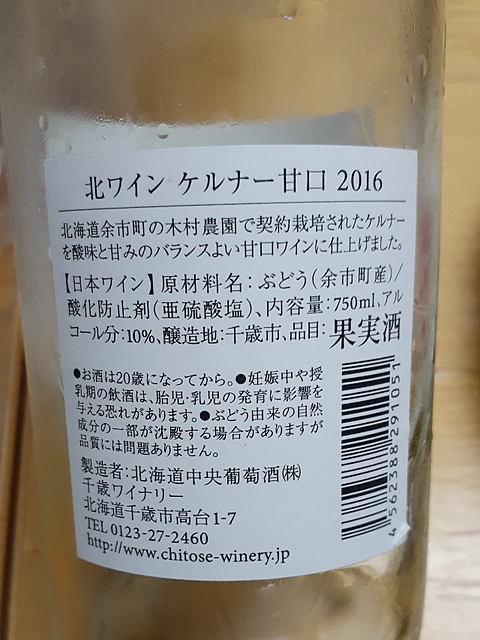 北ワイン ケルナー甘口 2016
北海道余市町の木村農園で契約栽培されたケルナー
を酸味と甘みのバランスよい甘口ワインに仕上げました。
【日本ワイン】原材料名:ぶどう(余市町産)/
酸化防止剤(亜硫酸塩)、内容量:750ml、アル
コール分:10%、醸造地:千歳市、品目:果実酒
●お酒は20歳になってから。●妊娠中や授
乳期の飲酒は、胎児・乳児の発育に影響を
与える恐れがあります。●ぶどう由来の自然
成分の一部が沈殿する場合がありますが
品質には問題ありません。
製造者:北海道中央葡萄酒㈱
千歳ワイナリー
北海道千歳市高台1-7
TEL 0123-27-2460
http://www.chitose-winery.jp
4562388291051